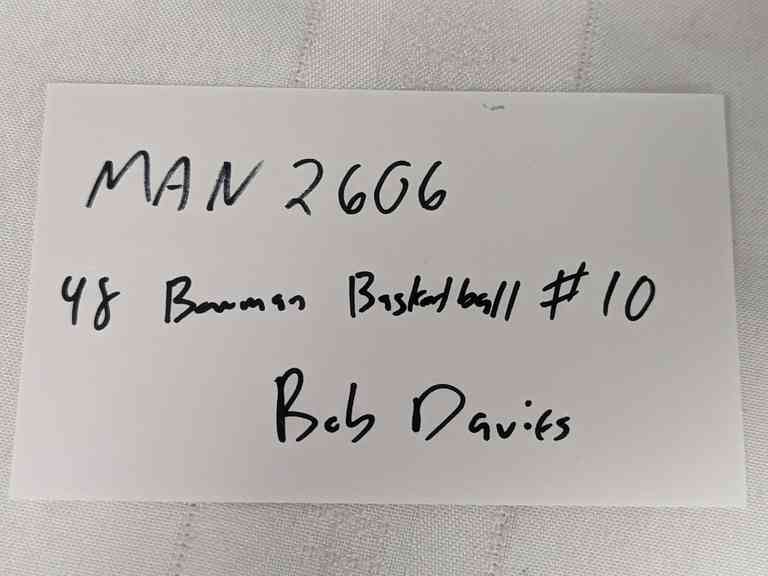 MAN 2606
48 Bowman Basketball #10
Bob Davies